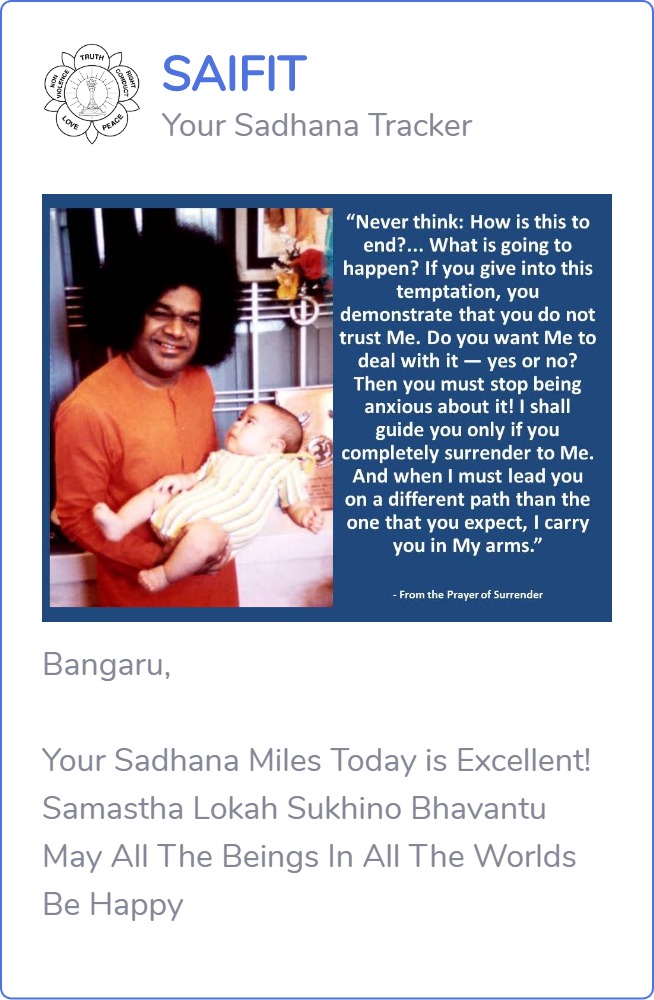 TRUTH
RIGHT
CONDUCT
PEACE
LOVE
NON
VIOLENCE
SAIFIT
Your Sadhana Tracker
“Never think: How is this to
end?... What is going to
happen? If you give into this
temptation, you
demonstrate that you do not
trust Me. Do you want Me to
deal with it — yes or no?
Then you must stop being
anxious about it! I shall
guide you only if you
completely surrender to Me.
And when I must lead you
on a different path than the
one that you expect, I carry
you in My arms.”
- From the Prayer of Surrender
Bangaru,
Your Sadhana Miles Today is Excellent!
Samastha Lokah Sukhino Bhavantu
May All The Beings In All The Worlds
Be Happy